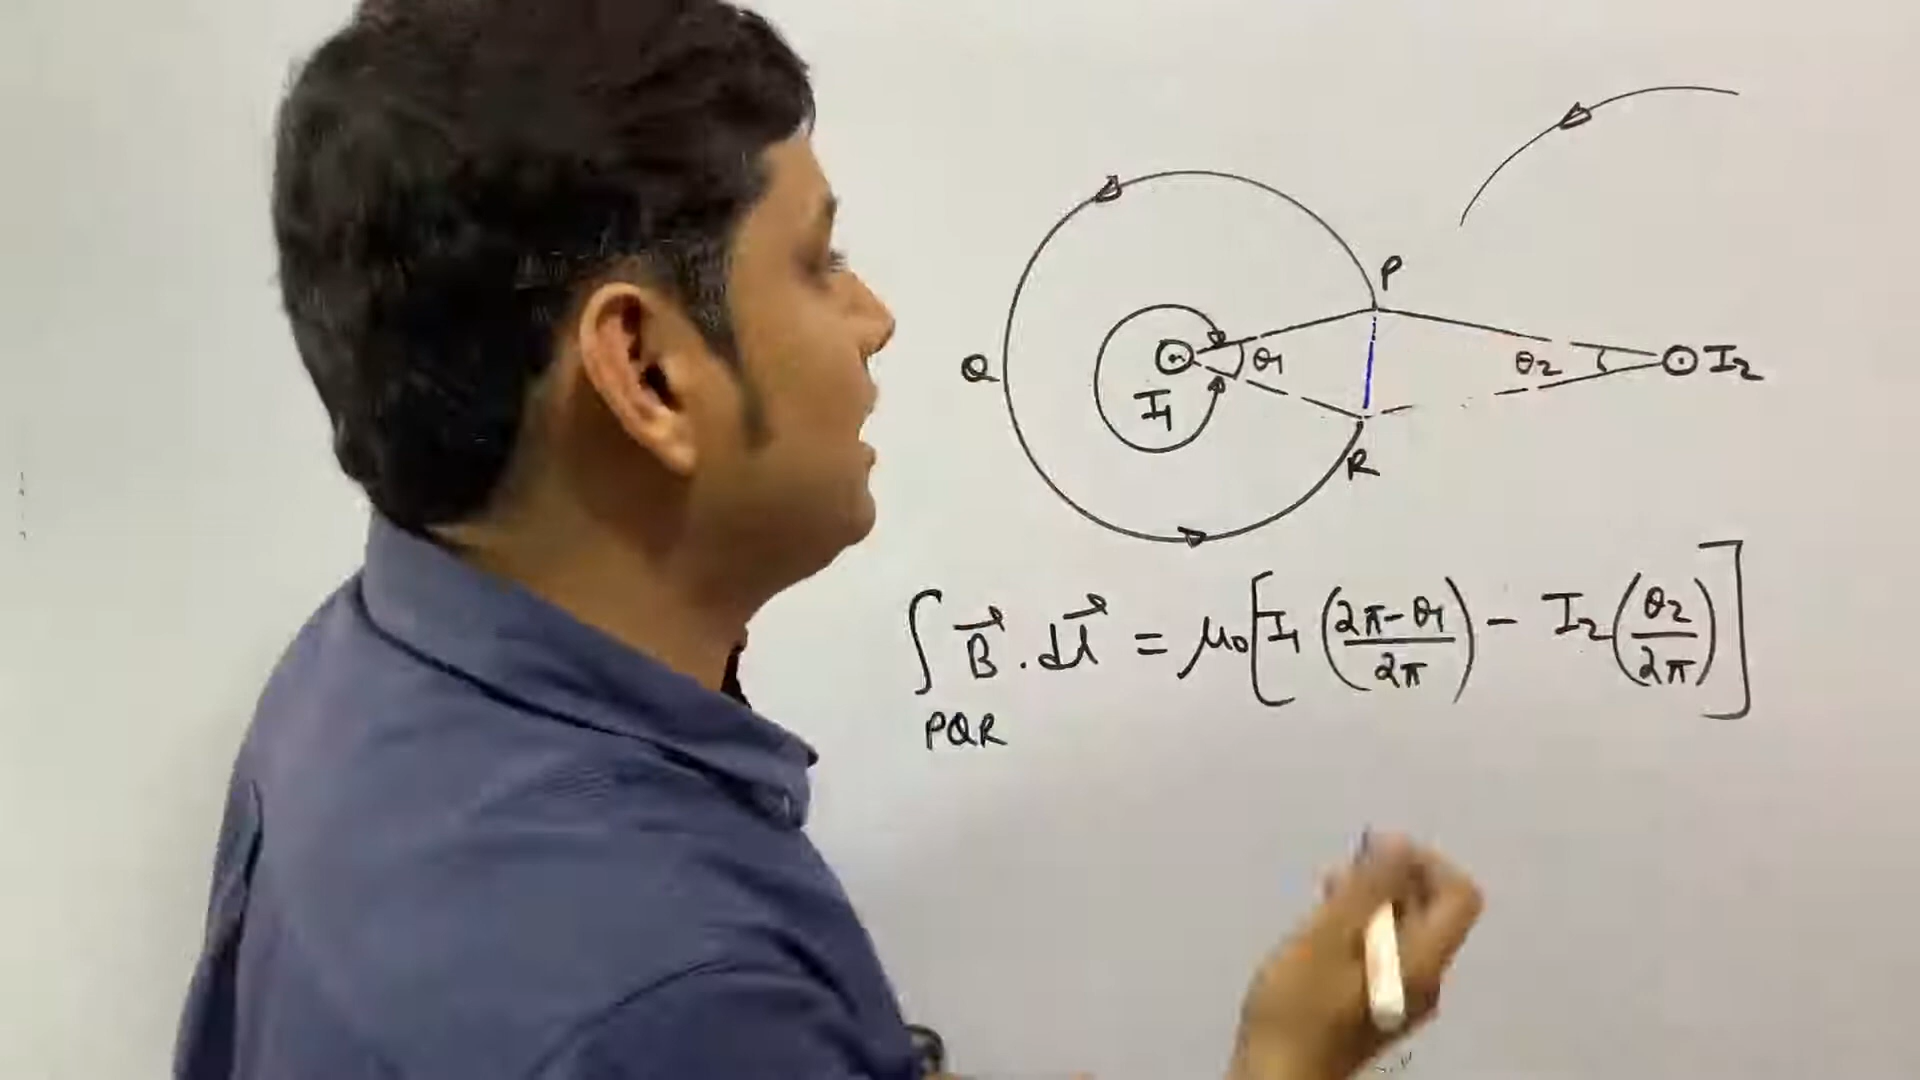 P
Q
I₁
θ₁
θ₂
I₂
R
∫ B⃗ . dl⃗ = μ₀ [ I₁ ( 2π-θ₁ / 2π ) - I₂ ( θ₂ / 2π ) ]
PQR